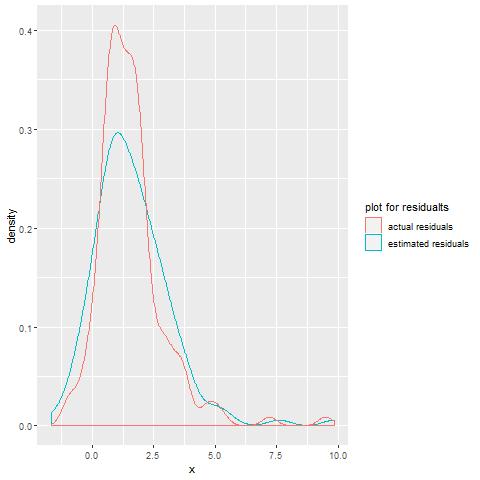 0.4
0.3
0.2
0.1
0.0
density
0.0
2.5
5.0
7.5
10.0
x
plot for residualts
actual residuals
estimated residuals